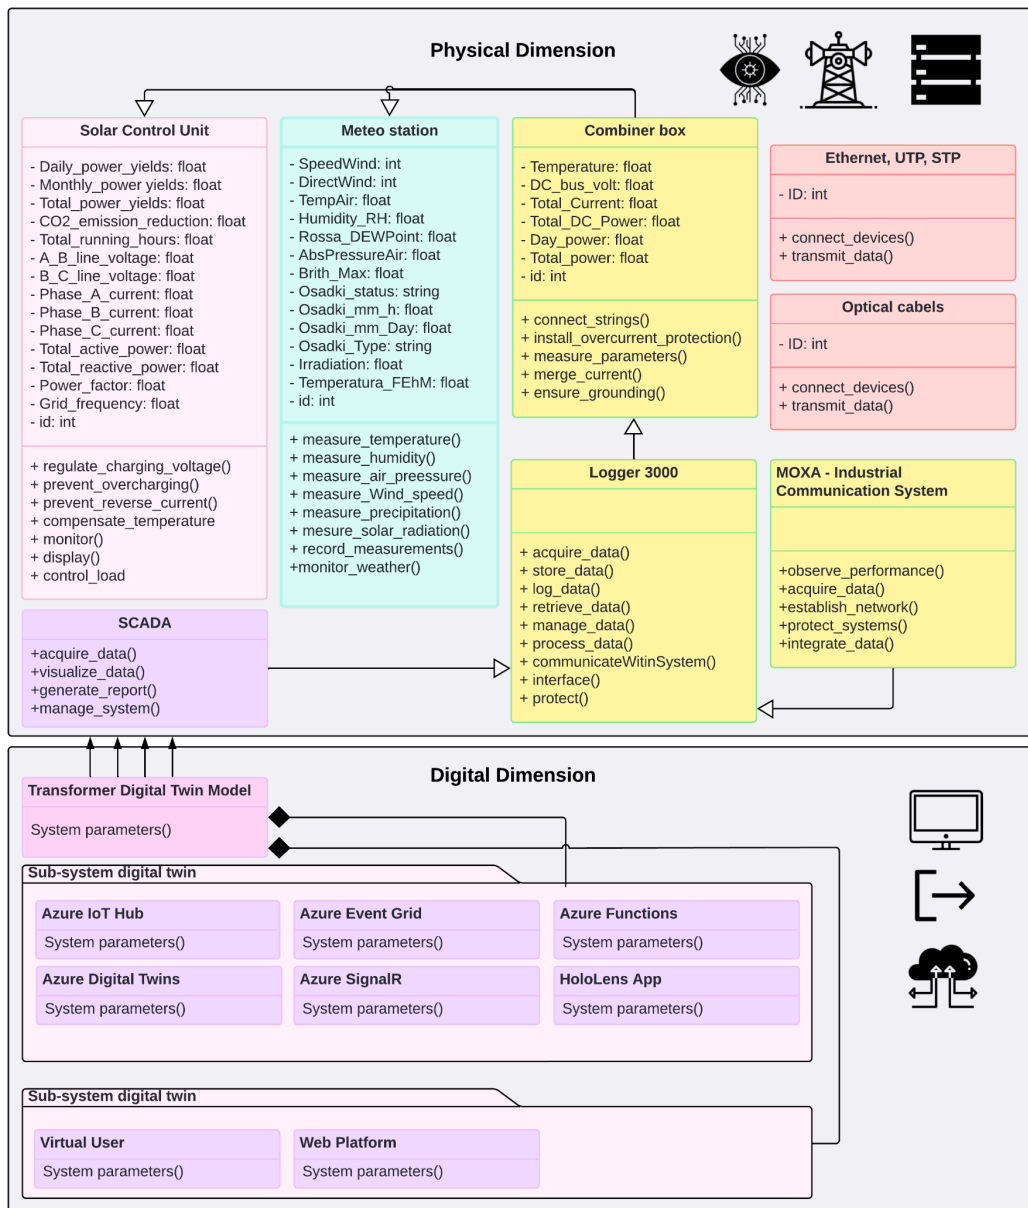 Physical Dimension
Solar Control Unit
- Daily_power_yields: float
- Monthly_power yields: float
- Total_power_yields: float
- CO2_emission_reduction: float
- Total_running_hours: float
- A_B_line_voltage: float
- B_C_line_voltage: float
- Phase_A_current: float
- Phase_B_current: float
- Phase_C_current: float
- Total_active_power: float
- Total_reactive_power: float
- Power_factor: float
- Grid_frequency: float
- id: int
+ regulate_charging_voltage()
+ prevent_overcharging()
+ prevent_reverse_current()
+ compensate_temperature
+ monitor()
+ display()
+ control_load
Meteo station
- SpeedWind: int
- DirectWind: int
- TempAir: float
- Humidity_RH: float
- Rossa_DEWPoint: float
- AbsPressureAir: float
- Brith_Max: float
- Osadki_status: string
- Osadki_mm_h: float
- Osadki_mm_Day: float
- Osadki_Type: string
- Irradiation: float
- Temperatura_FEhM: float
- id: int
+ measure_temperature()
+ measure_humidity()
+ measure_air_preessure()
+ measure_Wind_speed()
+ measure_precipitation()
+ mesure_solar_radiation()
+ record_measurements()
+monitor_weather()
Combiner box
- Temperature: float
- DC_bus_volt: float
- Total_Current: float
- Total_DC_Power: float
- Day_power: float
- Total_power: float
- id: int
+ connect_strings()
+ install_overcurrent_protection()
+ measure_parameters()
+ merge_current()
+ ensure_grounding()
Ethernet, UTP, STP
- ID: int
+ connect_devices()
+ transmit_data()
Optical cabels
- ID: int
+ connect_devices()
+ transmit_data()
Logger 3000
+ acquire_data()
+ store_data()
+ log_data()
+ retrieve_data()
+ manage_data()
+ process_data()
+ communicateWitinSystem()
+ interface()
+ protect()
MOXA - Industrial
Communication System
+observe_performance()
+acquire_data()
+establish_network()
+protect_systems()
+integrate_data()
SCADA
+acquire_data()
+visualize_data()
+generate_report()
+manage_system()
Digital Dimension
Transformer Digital Twin Model
System parameters()
Sub-system digital twin
Azure IoT Hub
System parameters()
Azure Event Grid
System parameters()
Azure Functions
System parameters()
Azure Digital Twins
System parameters()
Azure SignalR
System parameters()
HoloLens App
System parameters()
Sub-system digital twin
Virtual User
System parameters()
Web Platform
System parameters()